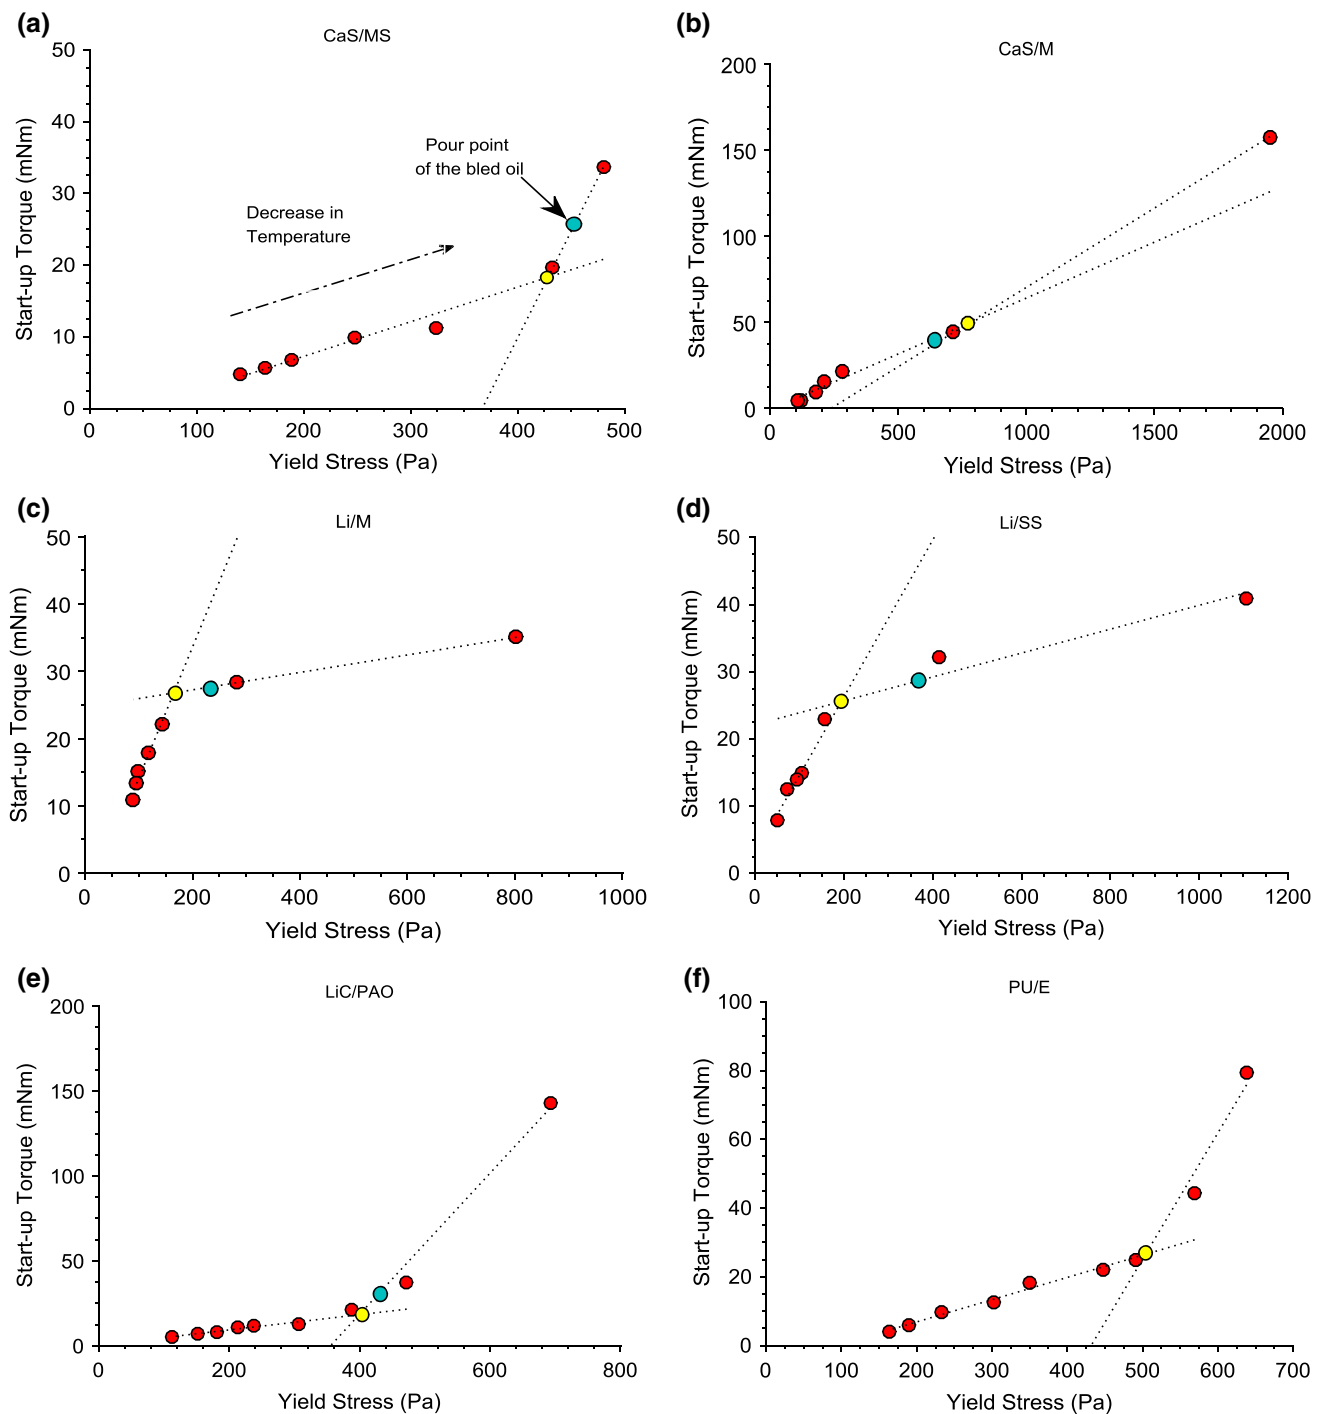 (a)
CaS/MS
50
40
30
20
10
0
Start-up Torque (mNm)
Pour point
of the bled oil
Decrease in
Temperature
0 100 200 300 400 500
Yield Stress (Pa)
(b)
CaS/M
200
150
100
50
0
Start-up Torque (mNm)
0 500 1000 1500 2000
Yield Stress (Pa)
(c)
Li/M
50
40
30
20
10
0
Start-up Torque (mNm)
0 200 400 600 800 1000
Yield Stress (Pa)
(d)
Li/SS
50
40
30
20
10
0
Start-up Torque (mNm)
0 200 400 600 800 1000 1200
Yield Stress (Pa)
(e)
LiC/PAO
200
150
100
50
0
Start-up Torque (mNm)
0 200 400 600 800
Yield Stress (Pa)
(f)
PU/E
100
80
60
40
20
0
Start-up Torque (mNm)
0 100 200 300 400 500 600 700
Yield Stress (Pa)